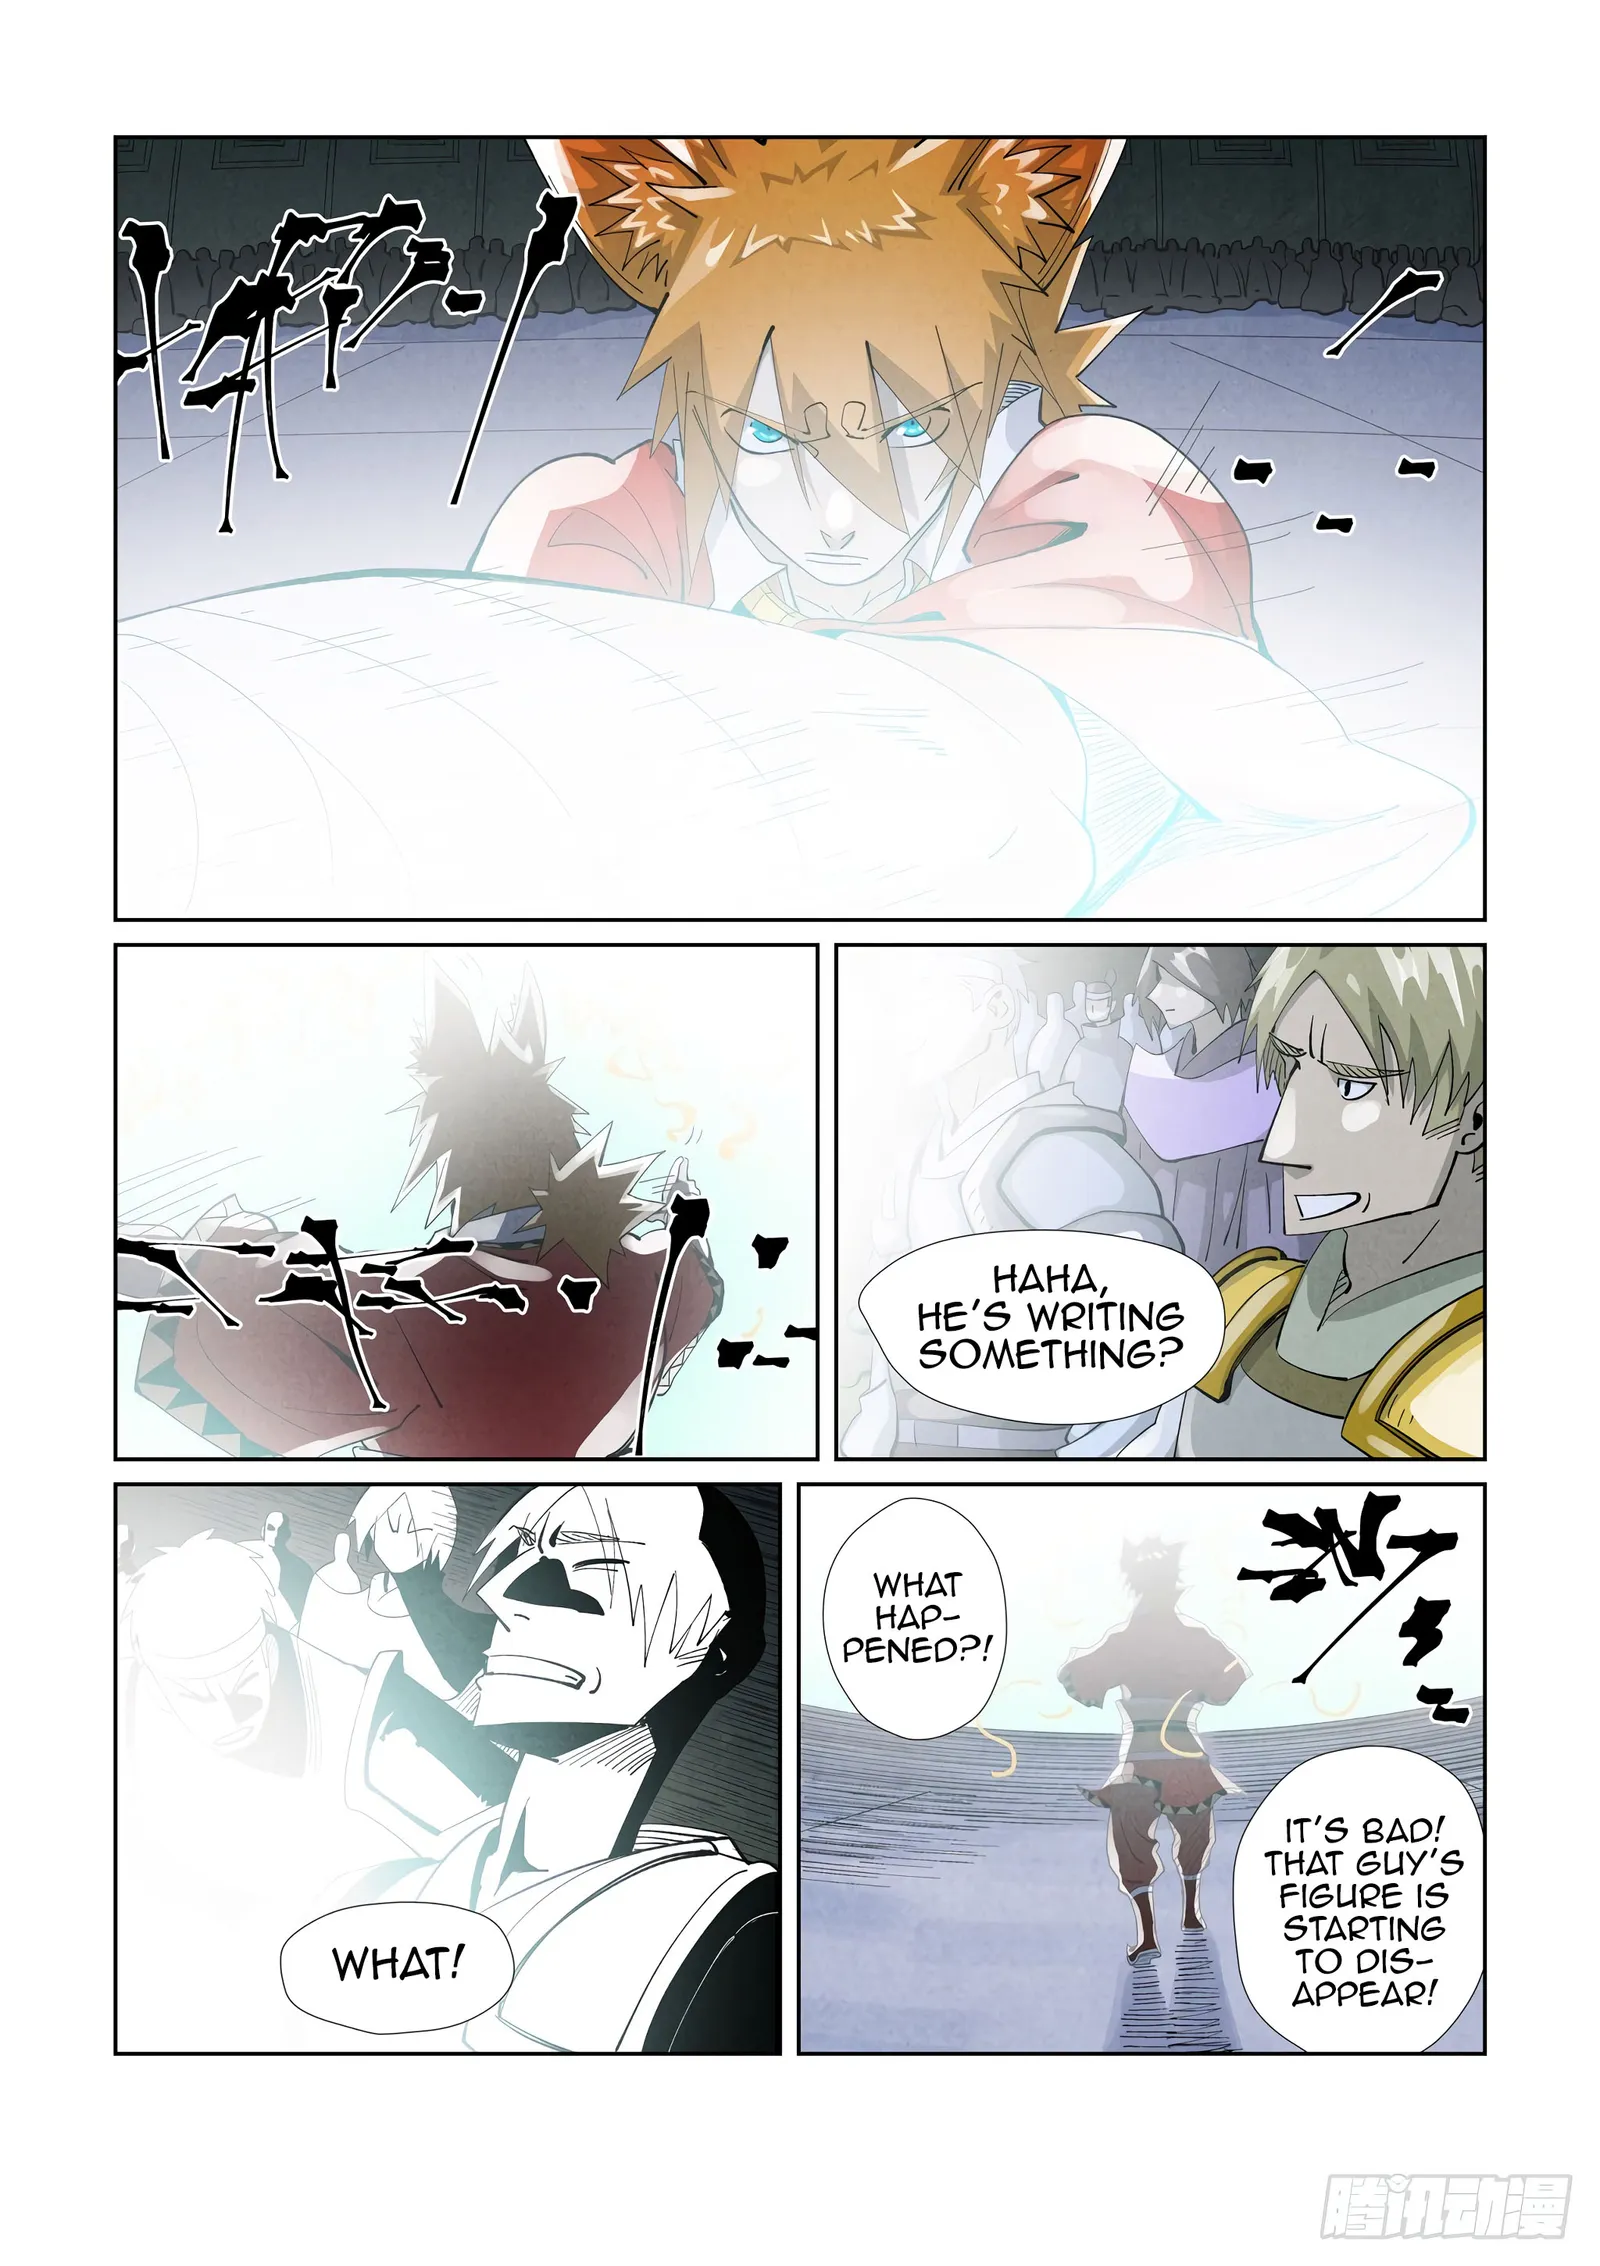 HAHA,
HE'S WRITING
SOMETHING?
WHAT!
WHAT
HAP-
PENED?!
IT'S BAD!
THAT GUY'S
FIGURE IS
STARTING
TO DIS-
APPEAR!
腾讯动漫